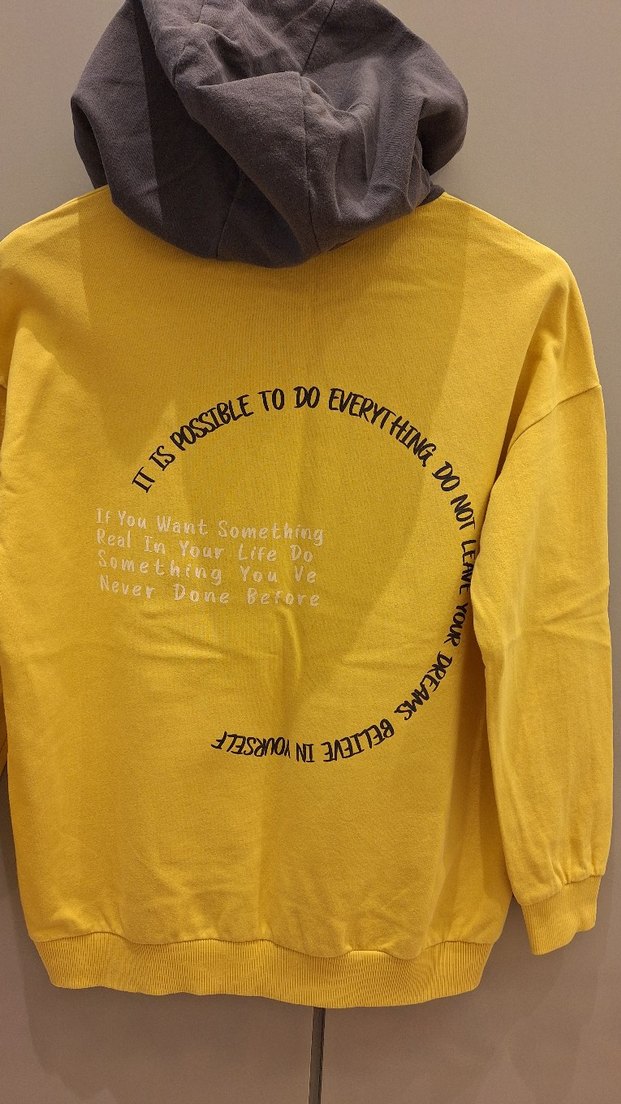 IT IS POSSIBLE TO DO EVERYTHING. DO NOT LEAVE YOUR DREAMS. BELIEVE IN YOURSELF
If You Want Something
Real In Your Life Do
Something You Ve
Never Done Before